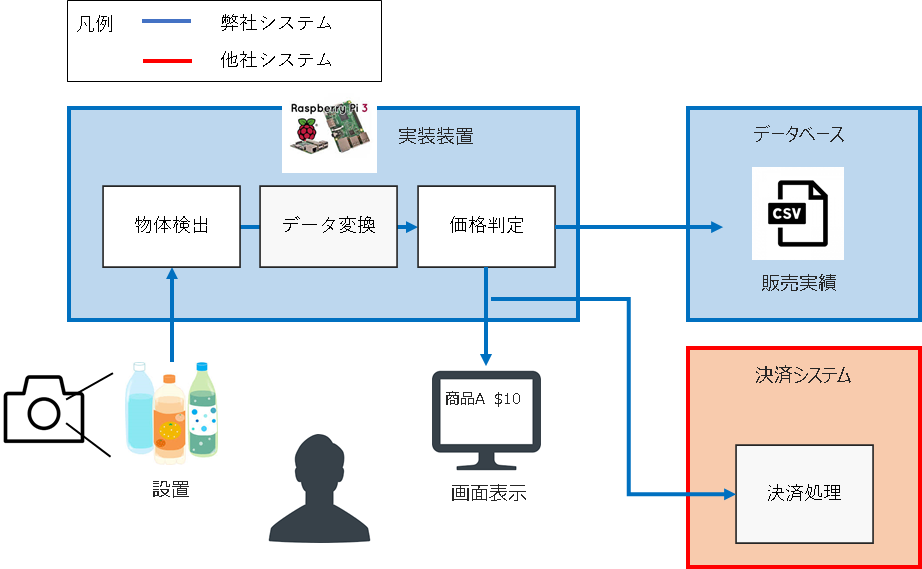 凡例
弊社システム
他社システム
Raspberry Pi 3
実装装置
データベース
物体検出
データ変換
価格判定
CSV
販売実績
決済システム
商品A $10
設置
画面表示
決済処理